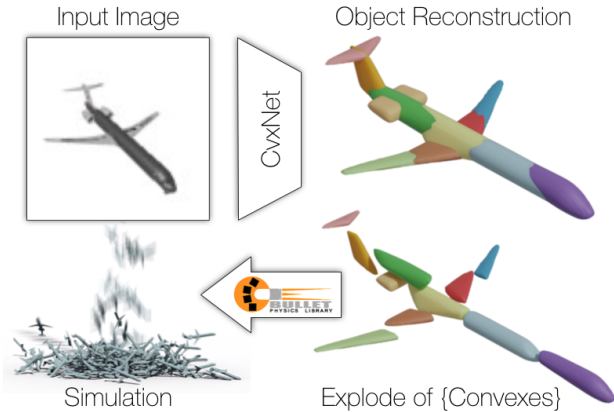 Input Image
Object Reconstruction
CvxNet
BULLET
PHYSICS LIBRARY
Simulation
Explode of {Convexes}